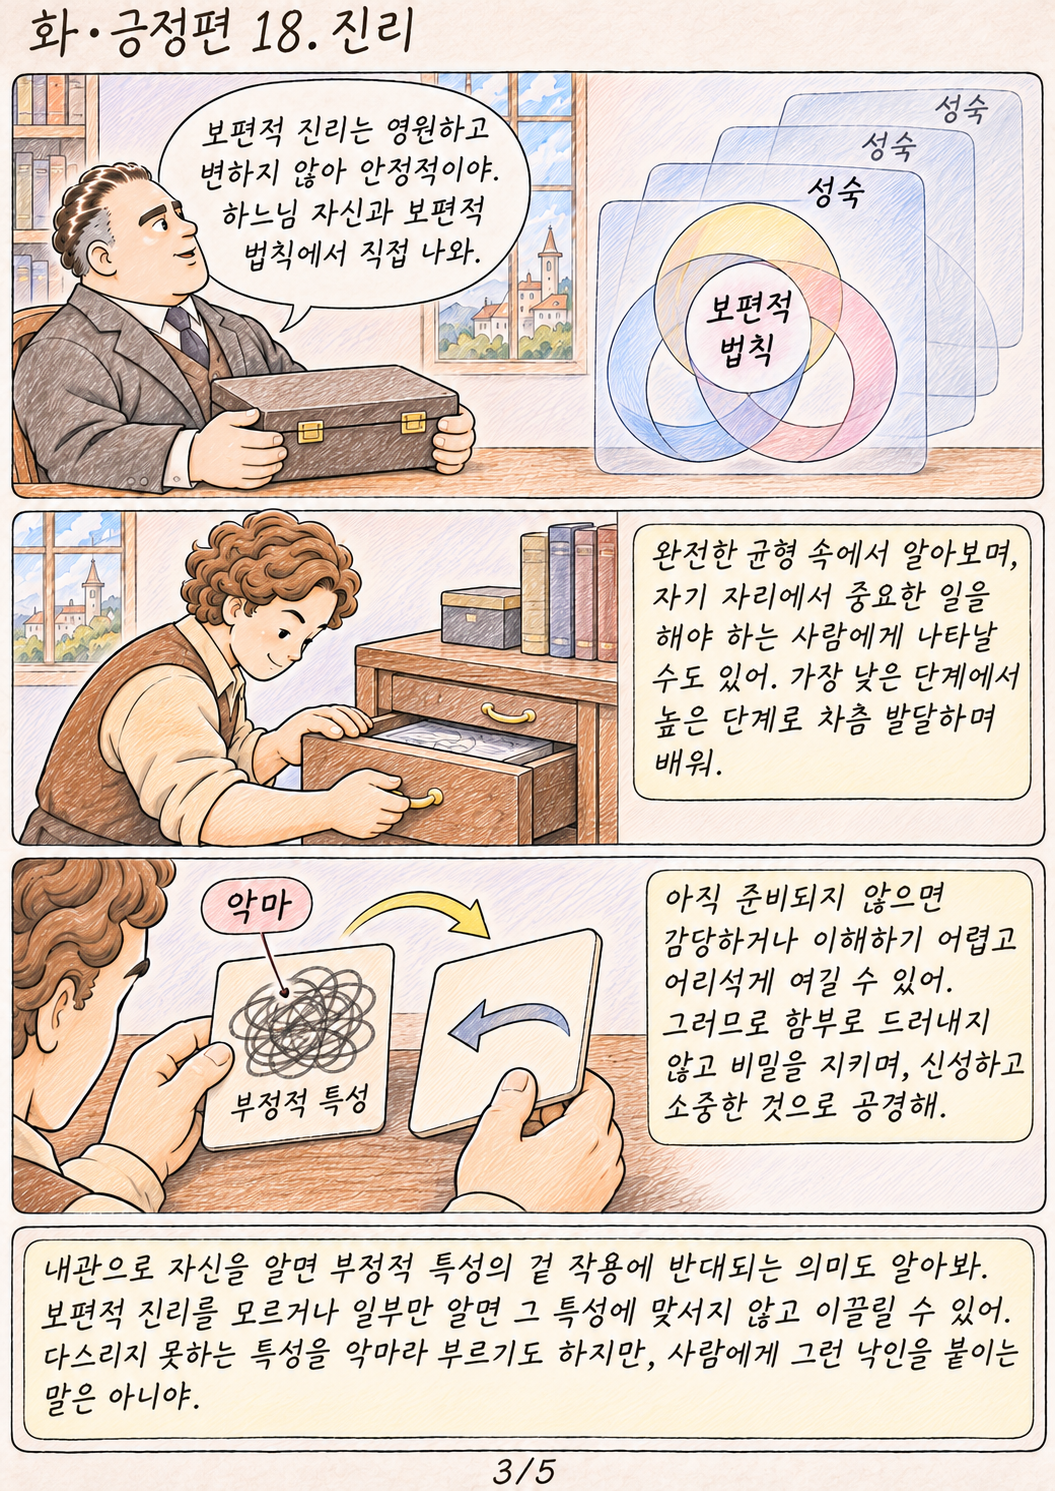 화·긍정편 18. 진리
보편적 진리는 영원하고
변하지 않아 안정적이야.
하느님 자신과 보편적
법칙에서 직접 나와.
성숙
성숙
성숙
보편적
법칙
완전한 균형 속에서 알아보며,
자기 자리에서 중요한 일을
해야 하는 사람에게 나타날
수도 있어. 가장 낮은 단계에서
높은 단계로 차츰 발달하며
배워.
악마
부정적 특성
아직 준비되지 않으면
감당하거나 이해하기 어렵고
어리석게 여길 수 있어.
그러므로 함부로 드러내지
않고 비밀을 지키며, 신성하고
소중한 것으로 공경해.
내관으로 자신을 알면 부정적 특성의 겉 작용에 반대되는 의미도 알아봐.
보편적 진리를 모르거나 일부만 알면 그 특성에 맞서지 않고 이끌릴 수 있어.
다스리지 못하는 특성을 악마라 부르기도 하지만, 사람에게 그런 낙인을 붙이는
말은 아니야.
3/5